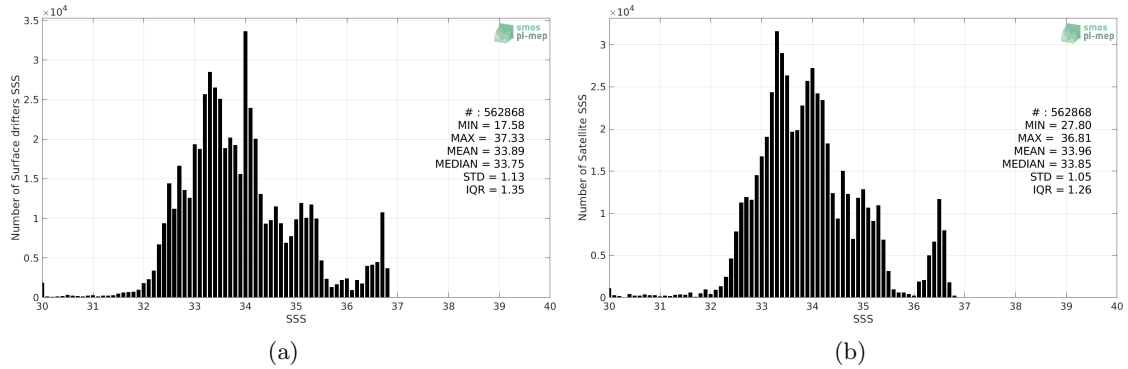 ×10⁴
3.5
3
2.5
2
1.5
1
0.5
0
Number of Surface drifters SSS
30 31 32 33 34 35 36 37 38 39 40
SSS
smos
pi-mep
# : 562868
MIN = 17.58
MAX = 37.33
MEAN = 33.89
MEDIAN = 33.75
STD = 1.13
IQR = 1.35
(a)
×10⁴
3
2.5
2
1.5
1
0.5
0
Number of Satellite SSS
30 31 32 33 34 35 36 37 38 39 40
SSS
smos
pi-mep
# : 562868
MIN = 27.80
MAX = 36.81
MEAN = 33.96
MEDIAN = 33.85
STD = 1.05
IQR = 1.26
(b)